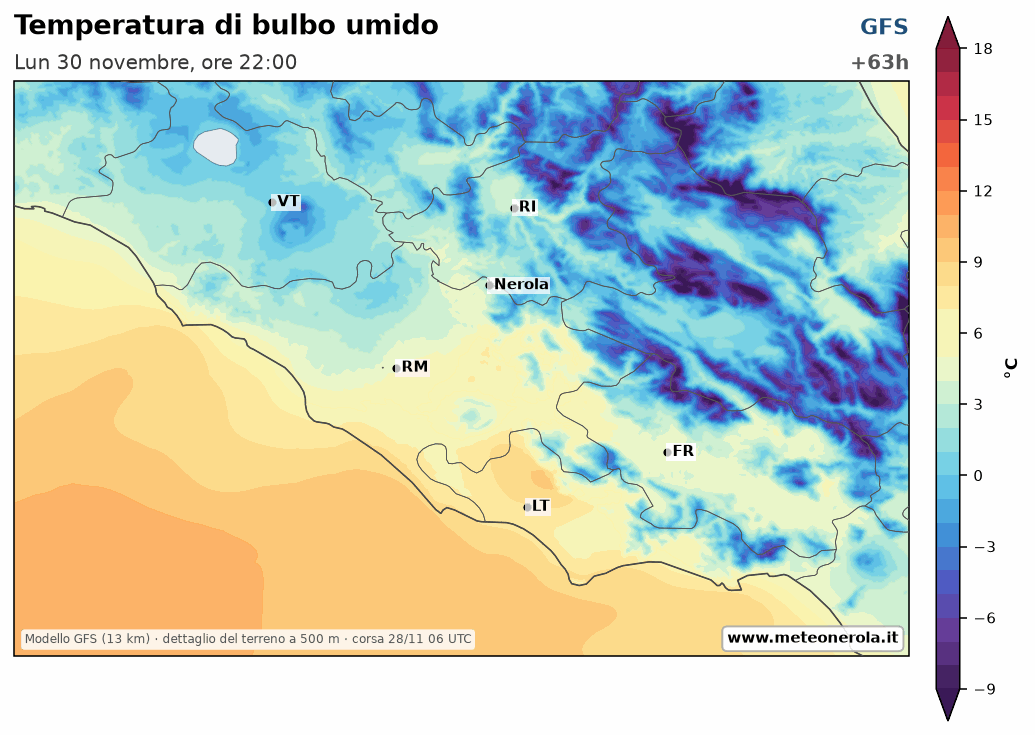 Temperatura di bulbo umido
GFS
Lun 30 novembre, ore 22:00
+63h
VT
RI
Nerola
RM
FR
LT
Modello GFS (13 km) · dettaglio del terreno a 500 m · corsa 28/11 06 UTC
www.meteonerola.it
18
15
12
9
6
3
0
−3
−6
−9
°C